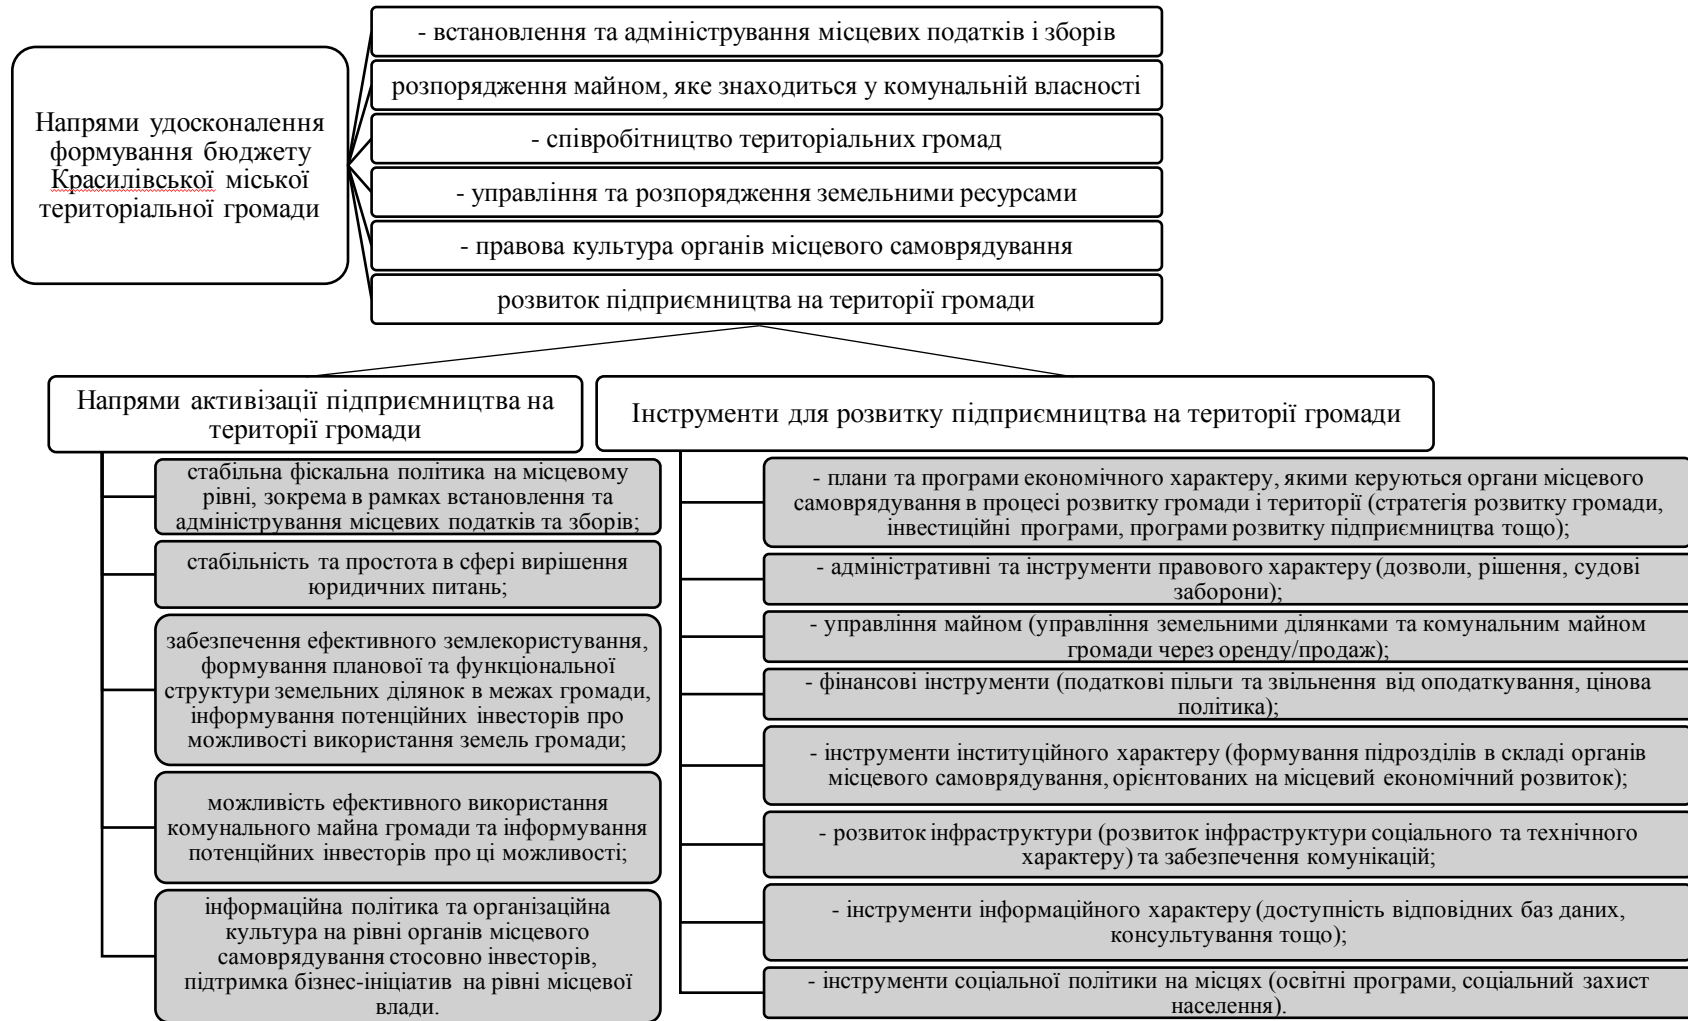 Напрями удосконалення
формування бюджету
Красилівської міської
територіальної громади
- встановлення та адміністрування місцевих податків і зборів
розпорядження майном, яке знаходиться у комунальній власності
- співробітництво територіальних громад
- управління та розпорядження земельними ресурсами
- правова культура органів місцевого самоврядування
розвиток підприємництва на території громади
Напрями активізації підприємництва на
території громади
стабільна фіскальна політика на місцевому
рівні, зокрема в рамках встановлення та
адміністрування місцевих податків та зборів;
стабільність та простота в сфері вирішення
юридичних питань;
забезпечення ефективного землекористування,
формування планової та функціональної
структури земельних ділянок в межах громади,
інформування потенційних інвесторів про
можливості використання земель громади;
можливість ефективного використання
комунального майна громади та інформування
потенційних інвесторів про ці можливості;
інформаційна політика та організаційна
культура на рівні органів місцевого
самоврядування стосовно інвесторів,
підтримка бізнес-ініціатив на рівні місцевої
влади.
Інструменти для розвитку підприємництва на території громади
- плани та програми економічного характеру, якими керуються органи місцевого
самоврядування в процесі розвитку громади і території (стратегія розвитку громади,
інвестиційні програми, програми розвитку підприємництва тощо);
- адміністративні та інструменти правового характеру (дозволи, рішення, судові
заборони);
- управління майном (управління земельними ділянками та комунальним майном
громади через оренду/продаж);
- фінансові інструменти (податкові пільги та звільнення від оподаткування, цінова
політика);
- інструменти інституційного характеру (формування підрозділів в складі органів
місцевого самоврядування, орієнтованих на місцевий економічний розвиток);
- розвиток інфраструктури (розвиток інфраструктури соціального та технічного
характеру) та забезпечення комунікацій;
- інструменти інформаційного характеру (доступність відповідних баз даних,
консультування тощо);
- інструменти соціальної політики на місцях (освітні програми, соціальний захист
населення).